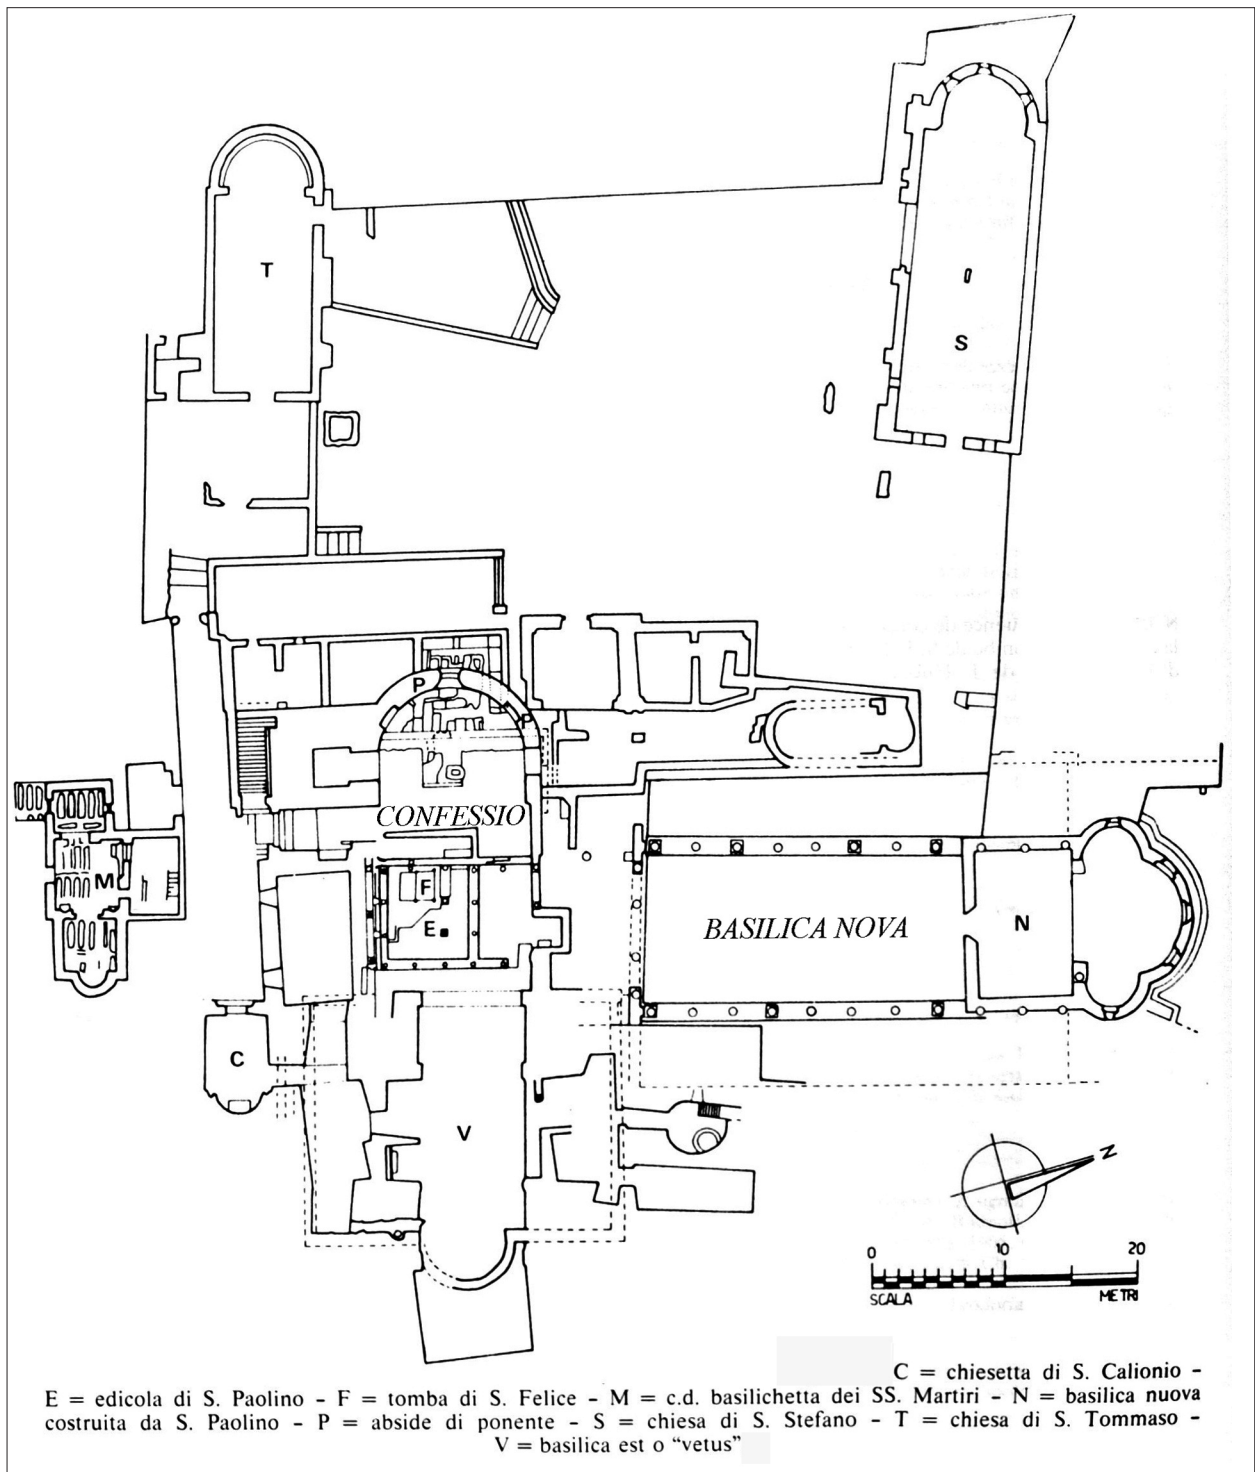 T
S
P
P
CONFESSIO
M
F
E
BASILICA NOVA
N
C
V
N
0 10 20
SCALA METRI
C = chiesetta di S. Calionio –
E = edicola di S. Paolino – F = tomba di S. Felice – M = c.d. basilichetta dei SS. Martiri – N = basilica nuova
costruita da S. Paolino – P = abside di ponente – S = chiesa di S. Stefano – T = chiesa di S. Tommaso –
V = basilica est o “vetus”